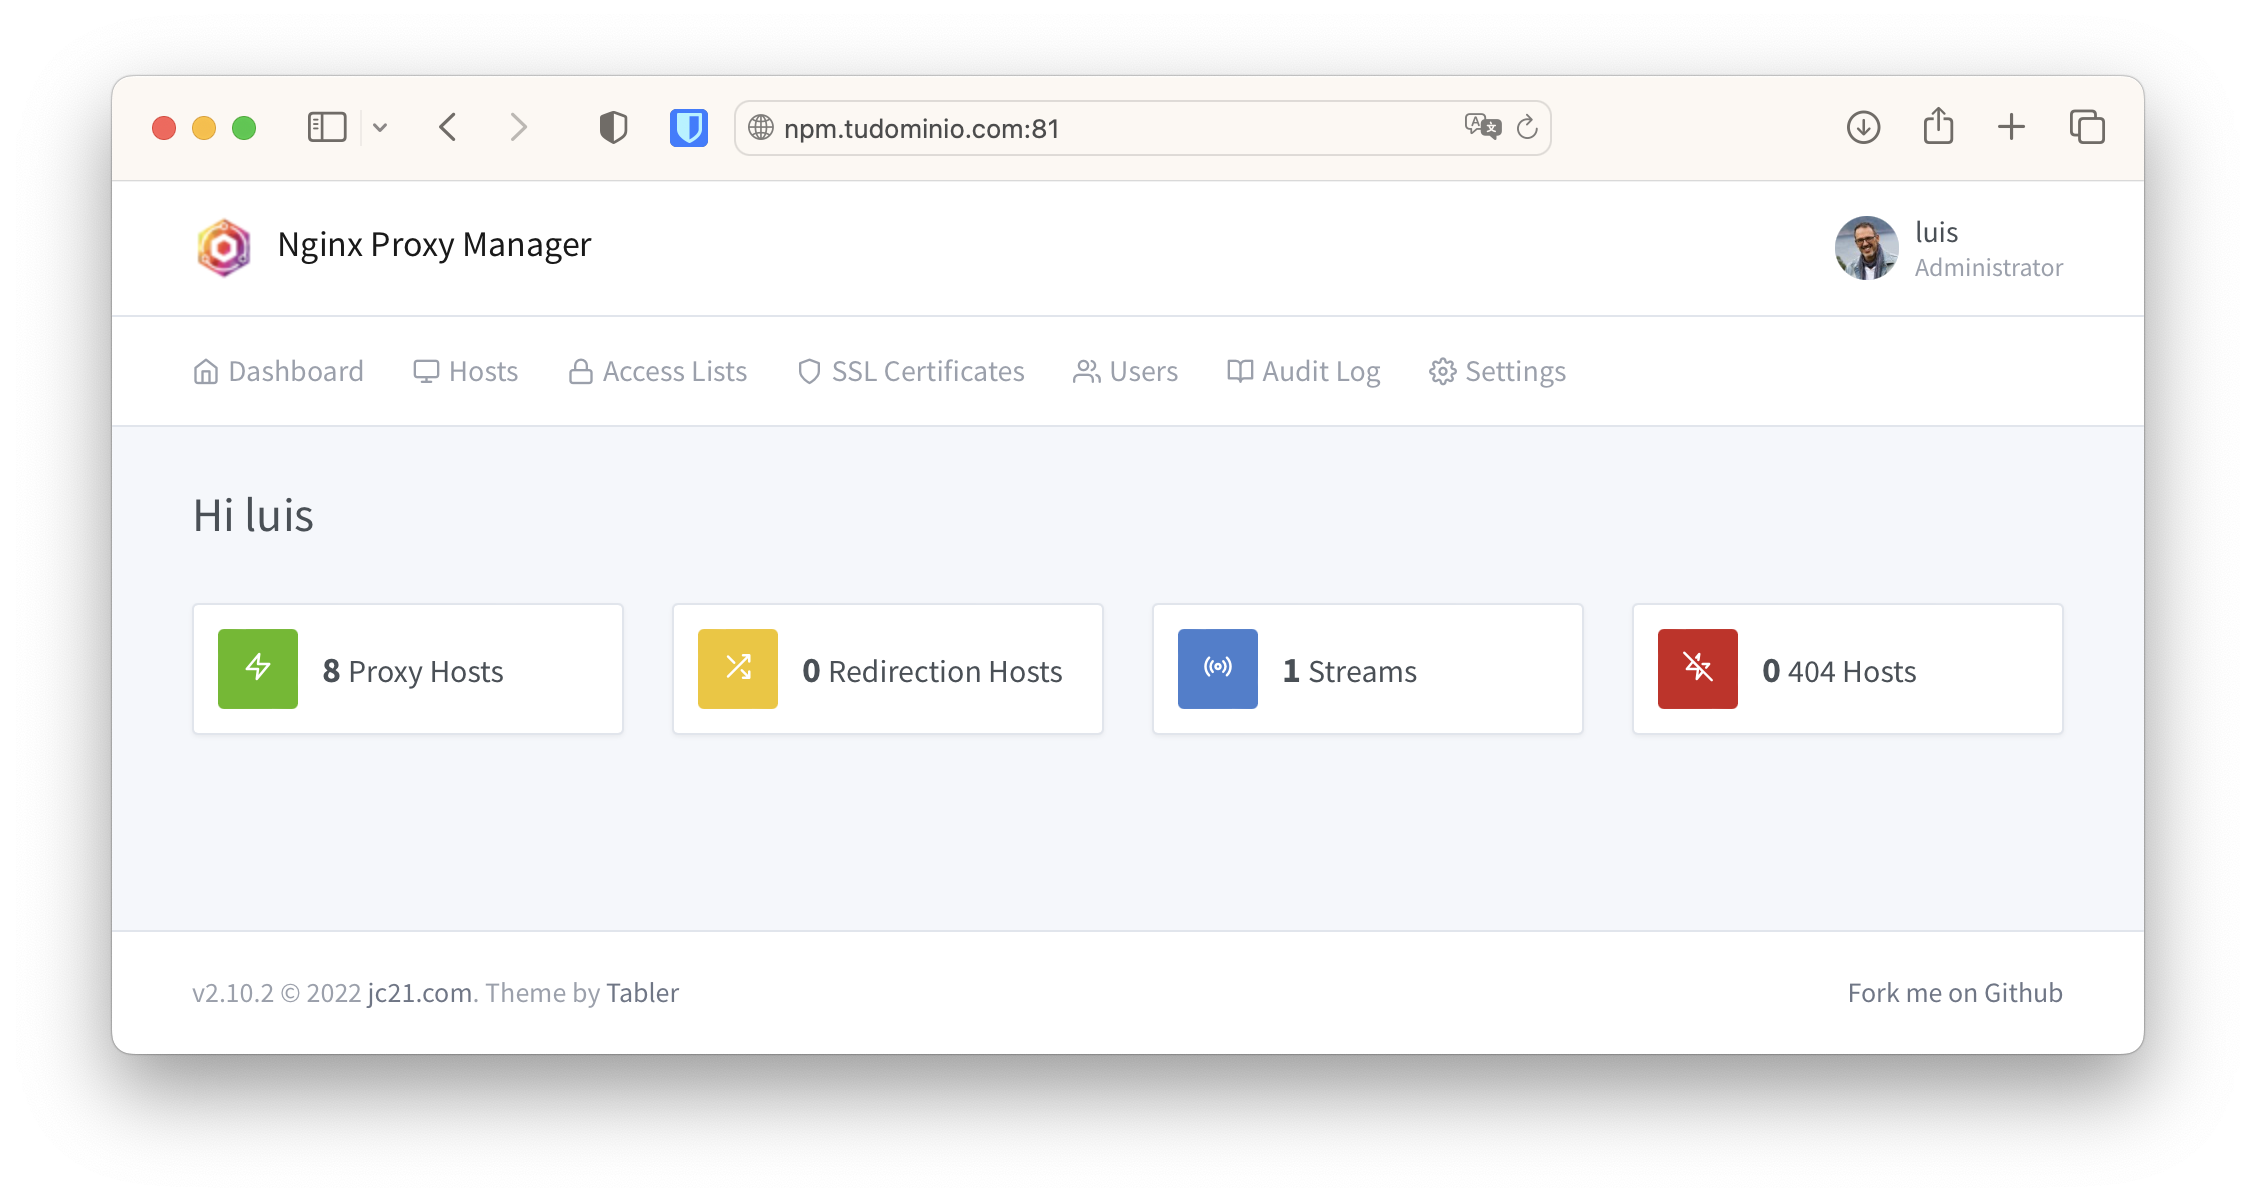 npm.tudominio.com:81
Nginx Proxy Manager
luis
Administrator
Dashboard Hosts Access Lists SSL Certificates Users Audit Log Settings
Hi luis
8 Proxy Hosts
0 Redirection Hosts
1 Streams
0 404 Hosts
v2.10.2 © 2022 jc21.com. Theme by Tabler
Fork me on Github